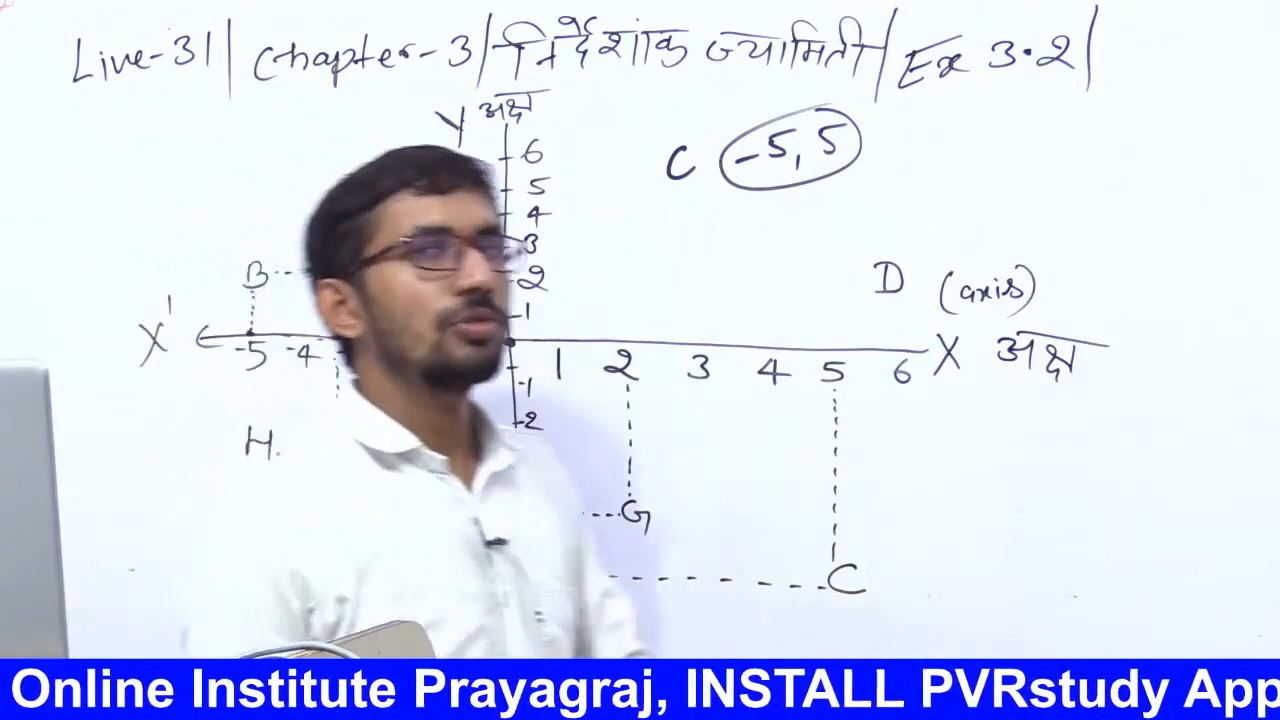 Live-31 | Chapter-3 | निर्देशांक ज्यामिती | Ex 3.2 |
Y अक्ष
C -5, 5
6
5
4
3
2
1
B
D (axis)
X' -5 -4 1 2 3 4 5 6 X अक्ष
-1
-2
H.
G
C
Online Institute Prayagraj, INSTALL PVRstudy App